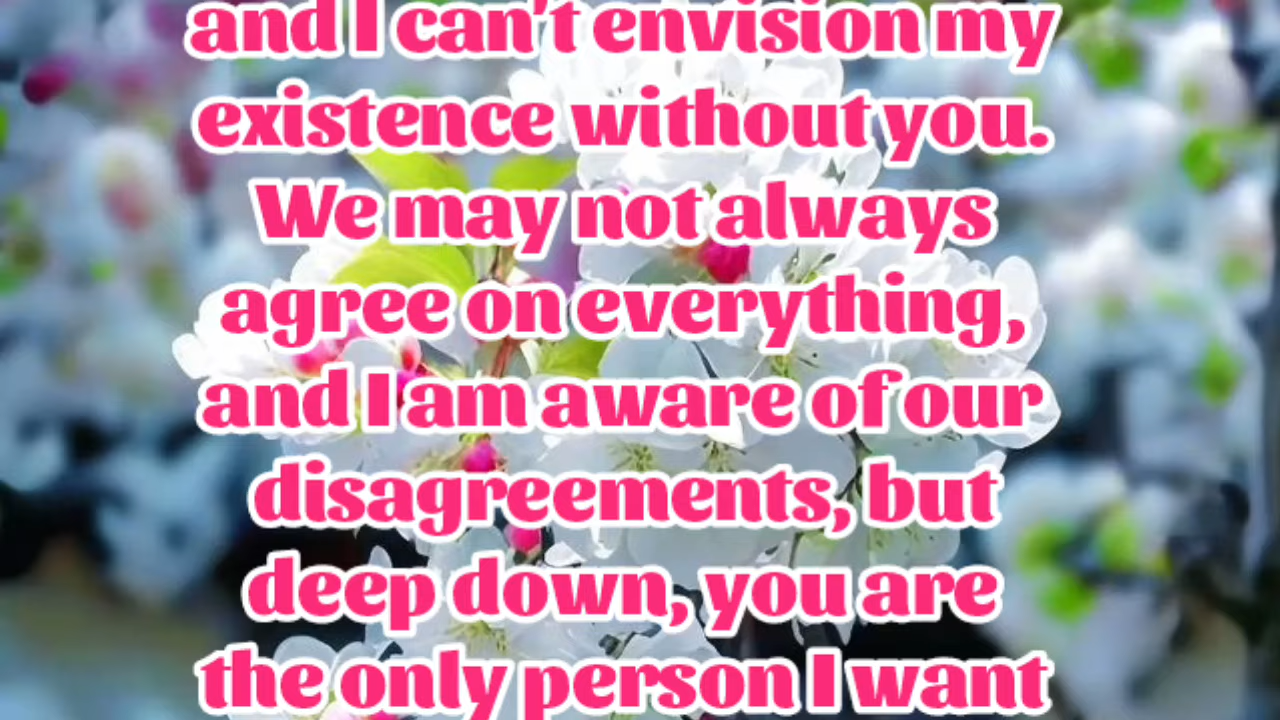 and I can't envision my
existence without you.
We may not always
agree on everything,
and I am aware of our
disagreements, but
deep down, you are
the only person I want